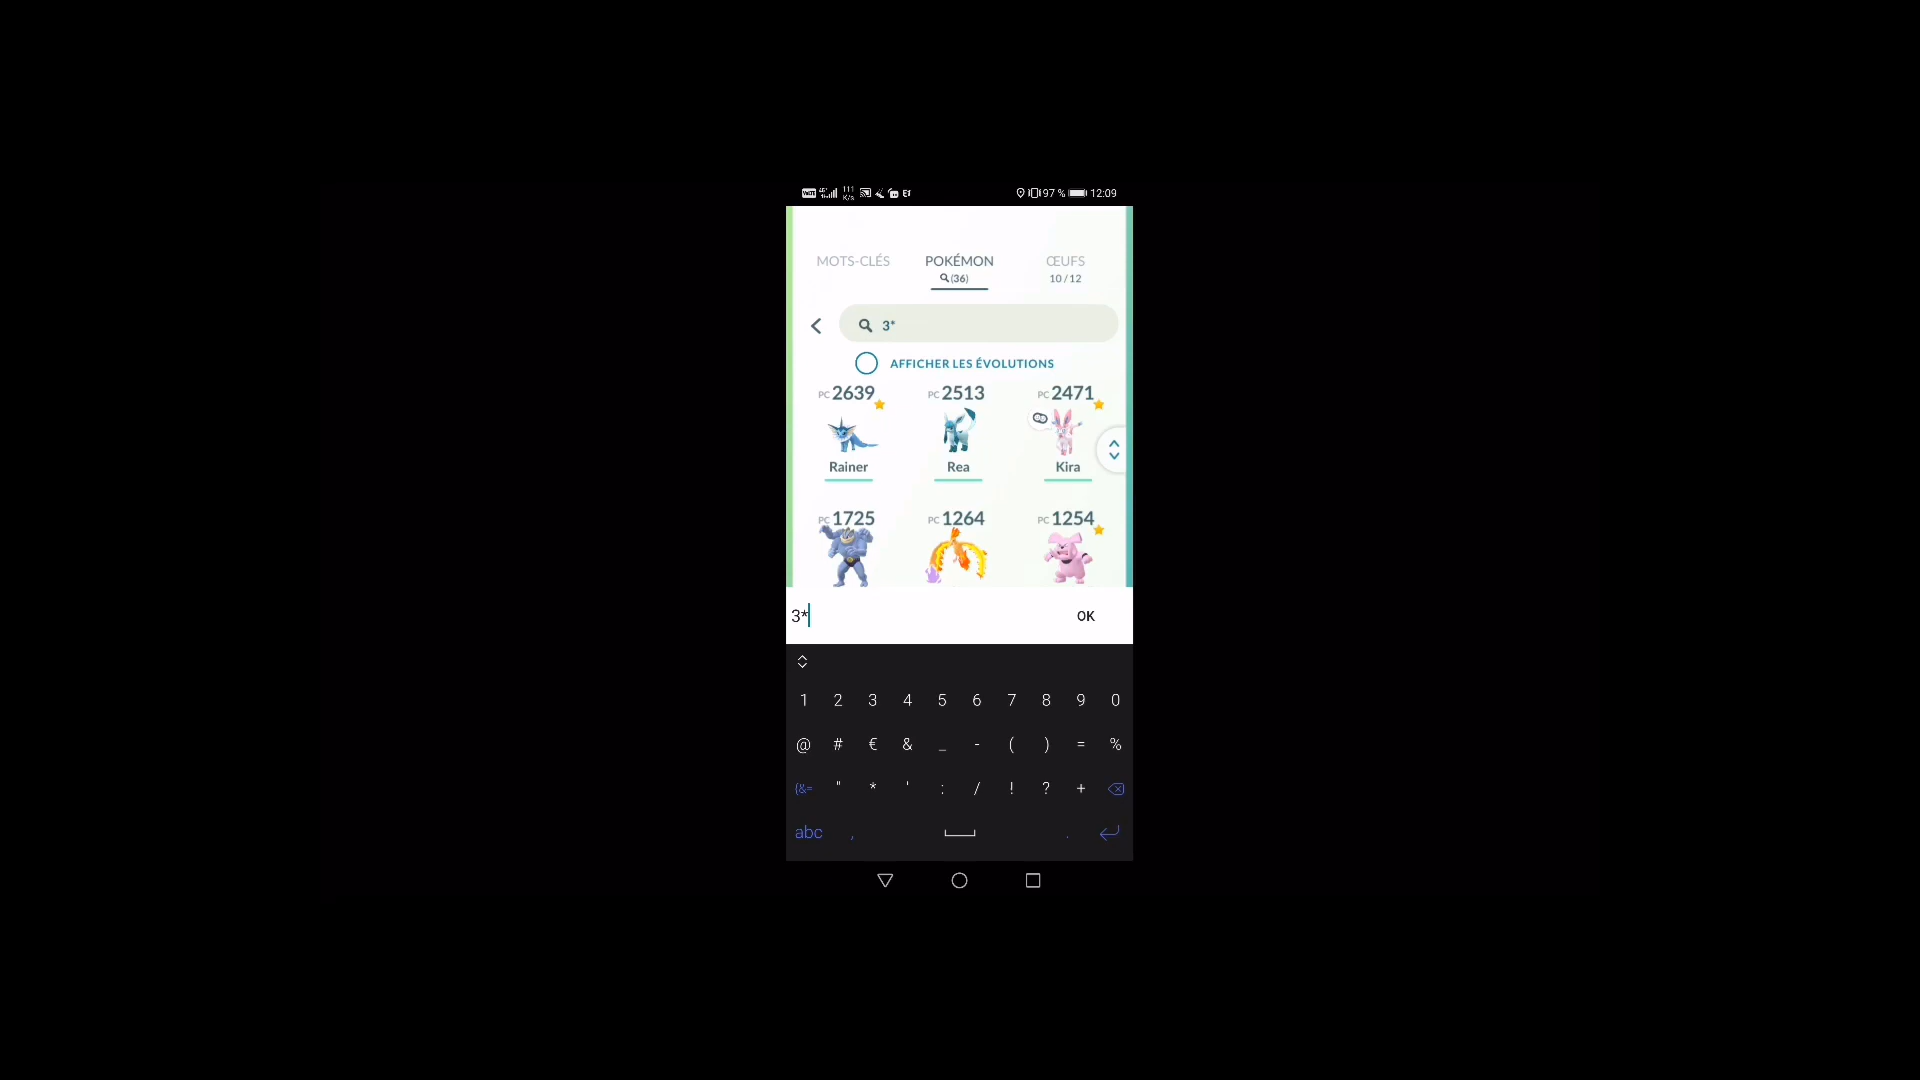 111 K/s 97 % 12:09
MOTS-CLÉS POKÉMON ŒUFS
(36) 10 / 12
3*
AFFICHER LES ÉVOLUTIONS
PC 2639 PC 2513 PC 2471
Rainer Rea Kira
PC 1725 PC 1264 PC 1254
3* OK
1 2 3 4 5 6 7 8 9 0
@ # € & _ - ( ) = %
{&= " * ' : / ! ? +
abc , .